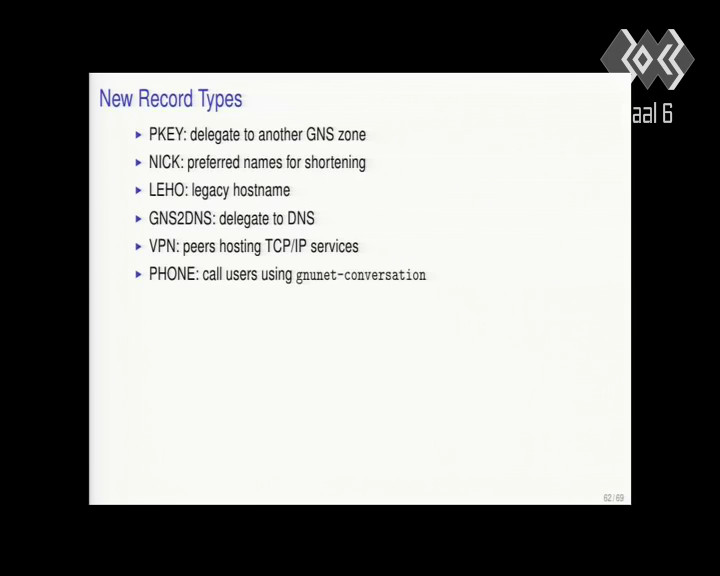 New Record Types
▸ PKEY: delegate to another GNS zone
▸ NICK: preferred names for shortening
▸ LEHO: legacy hostname
▸ GNS2DNS: delegate to DNS
▸ VPN: peers hosting TCP/IP services
▸ PHONE: call users using gnunet-conversation
62 / 69
aal 6